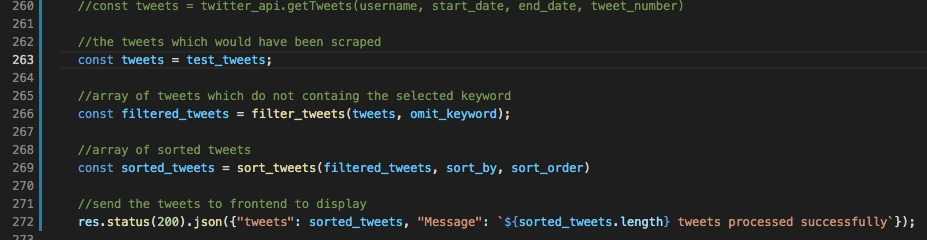 260 //const tweets = twitter_api.getTweets(username, start_date, end_date, tweet_number)
261
262 //the tweets which would have been scraped
263 const tweets = test_tweets;
264
265 //array of tweets which do not containg the selected keyword
266 const filtered_tweets = filter_tweets(tweets, omit_keyword);
267
268 //array of sorted tweets
269 const sorted_tweets = sort_tweets(filtered_tweets, sort_by, sort_order)
270
271 //send the tweets to frontend to display
272 res.status(200).json({"tweets": sorted_tweets, "Message": `${sorted_tweets.length} tweets processed successfully`});
273